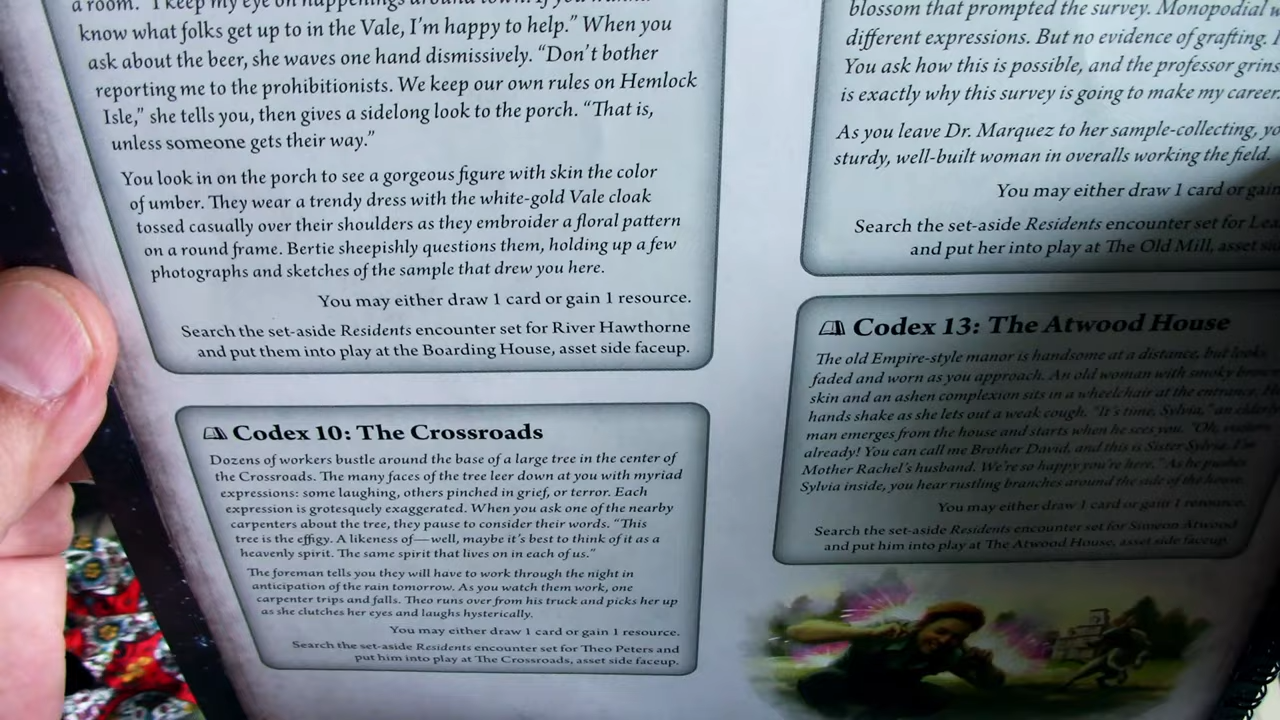 a room. "I keep my eye on happenings around town. If you
know what folks get up to in the Vale, I'm happy to help." When you
ask about the beer, she waves one hand dismissively. "Don't bother
reporting me to the prohibitionists. We keep our own rules on Hemlock
Isle," she tells you, then gives a sidelong look to the porch. "That is,
unless someone gets their way."
You look in on the porch to see a gorgeous figure with skin the color
of umber. They wear a trendy dress with the white-gold Vale cloak
tossed casually over their shoulders as they embroider a floral pattern
on a round frame. Bertie sheepishly questions them, holding up a few
photographs and sketches of the sample that drew you here.
You may either draw 1 card or gain 1 resource.
Search the set-aside Residents encounter set for River Hawthorne
and put them into play at the Boarding House, asset side faceup.
Codex 10: The Crossroads
Dozens of workers bustle around the base of a large tree in the center of
the Crossroads. The many faces of the tree leer down at you with myriad
expressions: some laughing, others pinched in grief, or terror. Each
expression is grotesquely exaggerated. When you ask one of the nearby
carpenters about the tree, they pause to consider their words. "This
tree is the effigy. A likeness of—well, maybe it's best to think of it as a
heavenly spirit. The same spirit that lives on in each of us."
The foreman tells you they will have to work through the night in
anticipation of the rain tomorrow. As you watch them work, one
carpenter trips and falls. Theo runs over from his truck and picks her up
as she clutches her eyes and laughs hysterically.
You may either draw 1 card or gain 1 resource.
Search the set-aside Residents encounter set for Theo Peters and
put him into play at The Crossroads, asset side faceup.
blossom that prompted the survey. Monopodial
different expressions. But no evidence of grafting.
You ask how this is possible, and the professor grins
is exactly why this survey is going to make my career.
As you leave Dr. Marquez to her sample-collecting,
sturdy, well-built woman in overalls working the field.
You may either draw 1 card or gain
Search the set-aside Residents encounter set for
and put her into play at The Old Mill, asset
Codex 13: The Atwood House
The old Empire-style manor is handsome at a distance, but looks
faded and worn as you approach. An old woman with smoky brown
skin and an ashen complexion sits in a wheelchair at the entrance.
hands shake as she lets out a weak cough. "It's time, Sylvia," an elderly
man emerges from the house and starts when he sees you. "Oh,
already! You can call me Brother David, and this is Sister Sylvia. I'm
Mother Rachel's husband. We're so happy you're here." As he pushes
Sylvia inside, you hear rustling branches around the side of the house.
You may either draw 1 card or gain 1 resource.
Search the set-aside Residents encounter set for Simeon Atwood
and put him into play at The Atwood House, asset side faceup.